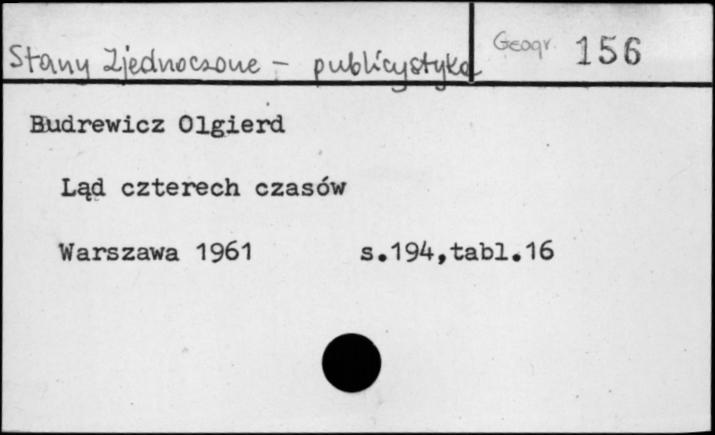 Stany Zjednoczone - publicystyka
Geogr. 156
Budrewicz Olgierd
Ląd czterech czasów
Warszawa 1961 s.194,tabl.16